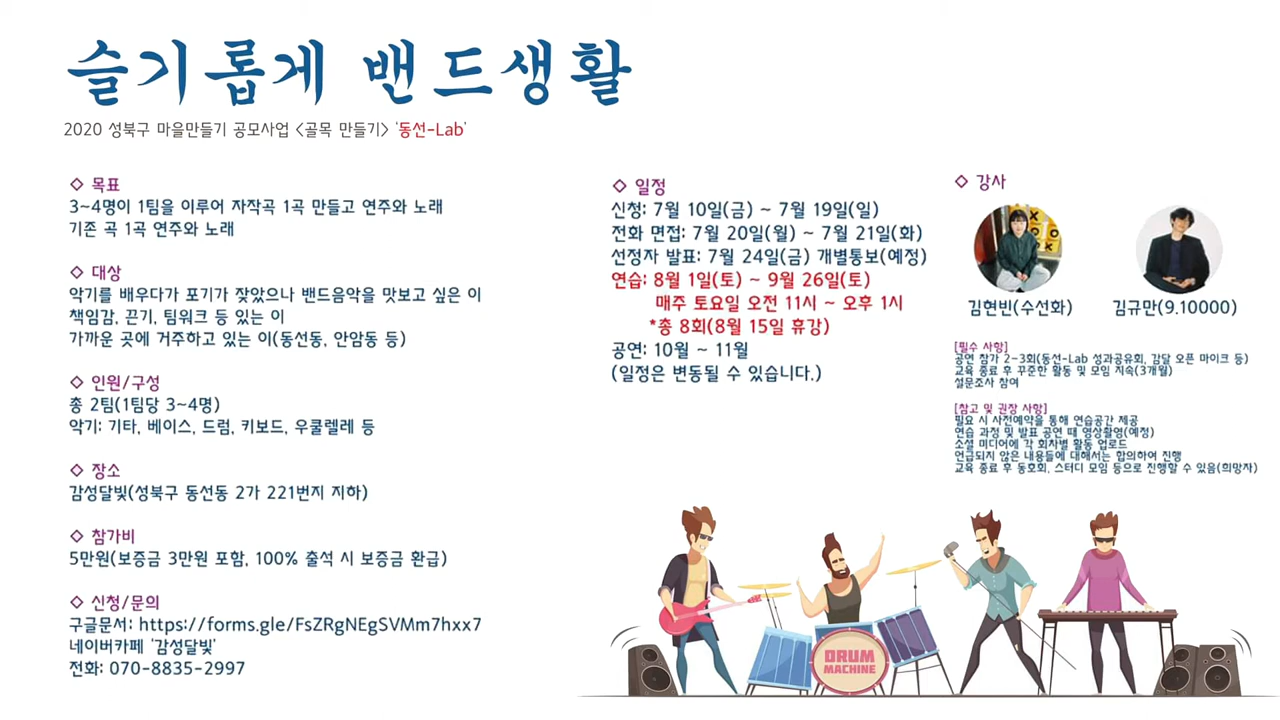 슬기롭게 밴드생활
2020 성북구 마을만들기 공모사업 <골목 만들기> '동선-Lab'
◇ 목표
3~4명이 1팀을 이루어 자작곡 1곡 만들고 연주와 노래
기존 곡 1곡 연주와 노래
◇ 대상
악기를 배우다가 포기가 잦았으나 밴드음악을 맛보고 싶은 이
책임감, 끈기, 팀워크 등 있는 이
가까운 곳에 거주하고 있는 이(동선동, 안암동 등)
◇ 인원/구성
총 2팀(1팀당 3~4명)
악기: 기타, 베이스, 드럼, 키보드, 우쿨렐레 등
◇ 장소
감성달빛(성북구 동선동 2가 221번지 지하)
◇ 참가비
5만원(보증금 3만원 포함, 100% 출석 시 보증금 환급)
◇ 신청/문의
구글문서: https://forms.gle/FsZRgNEgSVMm7hxx7
네이버카페 '감성달빛'
전화: 070-8835-2997
◇ 일정
신청: 7월 10일(금) ~ 7월 19일(일)
전화 면접: 7월 20일(월) ~ 7월 21일(화)
선정자 발표: 7월 24일(금) 개별통보(예정)
연습: 8월 1일(토) ~ 9월 26일(토)
매주 토요일 오전 11시 ~ 오후 1시
*총 8회(8월 15일 휴강)
공연: 10월 ~ 11월
(일정은 변동될 수 있습니다.)
◇ 강사
김현빈(수선화)
김규만(9.10000)
[필수 사항]
공연 참가 2-3회(동선-Lab 성과공유회, 감달 오픈 마이크 등)
교육 종료 후 꾸준한 활동 및 모임 지속(3개월)
설문조사 참여
[참고 및 권장 사항]
필요 시 사전예약을 통해 연습공간 제공
연습 과정 및 발표 공연 때 영상촬영(예정)
소셜 미디어에 각 회차별 활동 업로드
언급되지 않은 내용들에 대해서는 합의하여 진행
교육 종료 후 동호회, 스터디 모임 등으로 진행할 수 있음(희망자)
DRUM
MACHINE